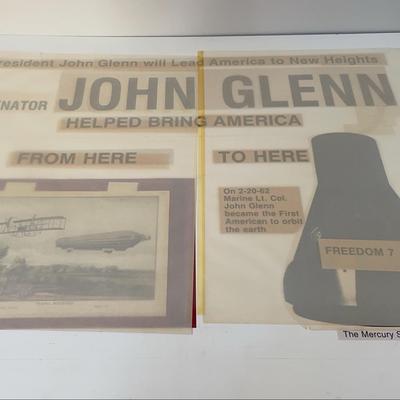 resident John Glenn will Lead America to New Heights
ENATOR JOHN GLENN
HELPED BRING AMERICA
FROM HERE
TO HERE
On 2-20-62
Marine Lt. Col.
John Glenn
became the First
American to orbit
the earth
FREEDOM 7
The Mercury S